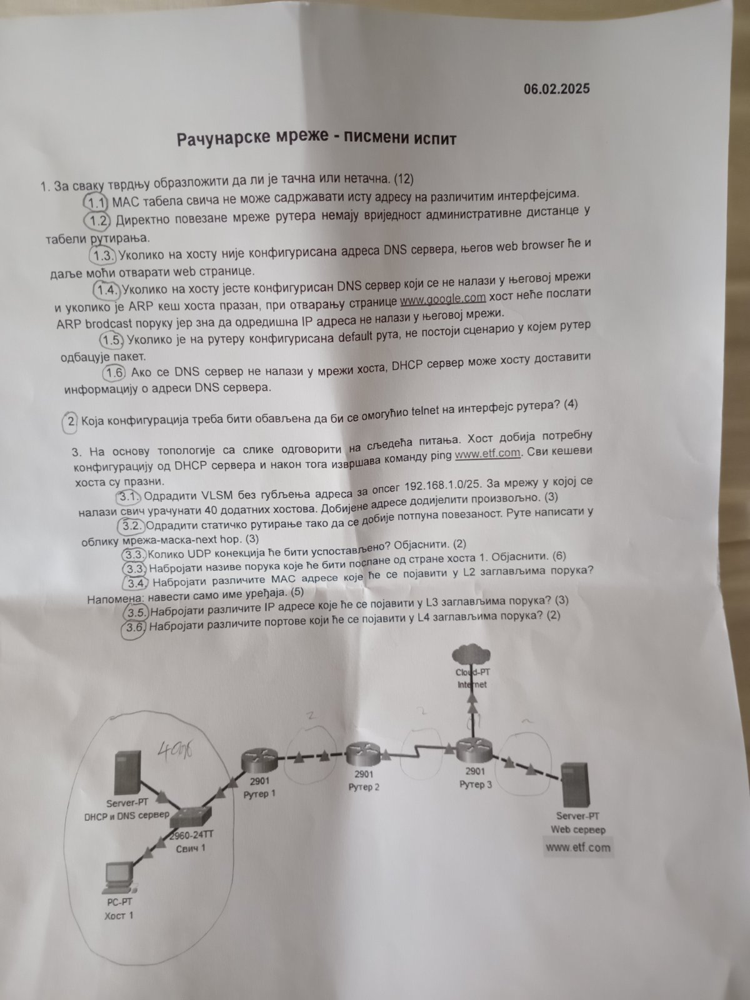 06.02.2025
Рачунарске мреже - писмени испит
1. За сваку тврдњу образложити да ли је тачна или нетачна. (12)
1.1 MAC табела свича не може садржавати исту адресу на различитим интерфејсима.
1.2 Директно повезане мреже рутера немају вриједност административне дистанце у
табели рутирања.
1.3. Уколико на хосту није конфигурисана адреса DNS сервера, његов web browser ће и
даље моћи отварати web странице.
1.4. Уколико на хосту јесте конфигурисан DNS сервер који се не налази у његовој мрежи
и уколико је ARP кеш хоста празан, при отварању странице www.google.com хост неће послати
ARP brodcast поруку јер зна да одредишна IP адреса не налази у његовој мрежи.
1.5. Уколико је на рутеру конфигурисана default рута, не постоји сценарио у којем рутер
одбацује пакет.
1.6 Ако се DNS сервер не налази у мрежи хоста, DHCP сервер може хосту доставити
информацију о адреси DNS сервера.
2 Која конфигурација треба бити обављена да би се омогућио telnet на интерфејс рутера? (4)
3. На основу топологије са слике одговорити на сљедећа питања. Хост добија потребну
конфигурацију од DHCP сервера и након тога извршава команду ping www.etf.com. Сви кешеви
хоста су празни.
3.1. Одрадити VLSM без губљења адреса за опсег 192.168.1.0/25. За мрежу у којој се
налази свич урачунати 40 додатних хостова. Добијене адресе додијелити произвољно. (3)
3.2. Одрадити статичко рутирање тако да се добије потпуна повезаност. Руте написати у
облику мрежа-маска-next hop. (3)
3.3. Колико UDP конекција ће бити успостављено? Објаснити. (2)
3.3. Набројати називе порука које ће бити послане од стране хоста 1. Објаснити. (6)
3.4. Набројати различите MAC адресе које ће се појавити у L2 заглављима порука?
Напомена: навести само име уређаја. (5)
3.5. Набројати различите IP адресе које ће се појавити у L3 заглављима порука? (3)
3.6. Набројати различите портове који ће се појавити у L4 заглављима порука? (2)
Cloud-PT
Internet
2
2
2901
Рутер 1
2901
Рутер 2
2901
Рутер 3
Server-PT
DHCP и DNS сервер
2960-24TT
Свич 1
PC-PT
Хост 1
Server-PT
Web сервер
www.etf.com